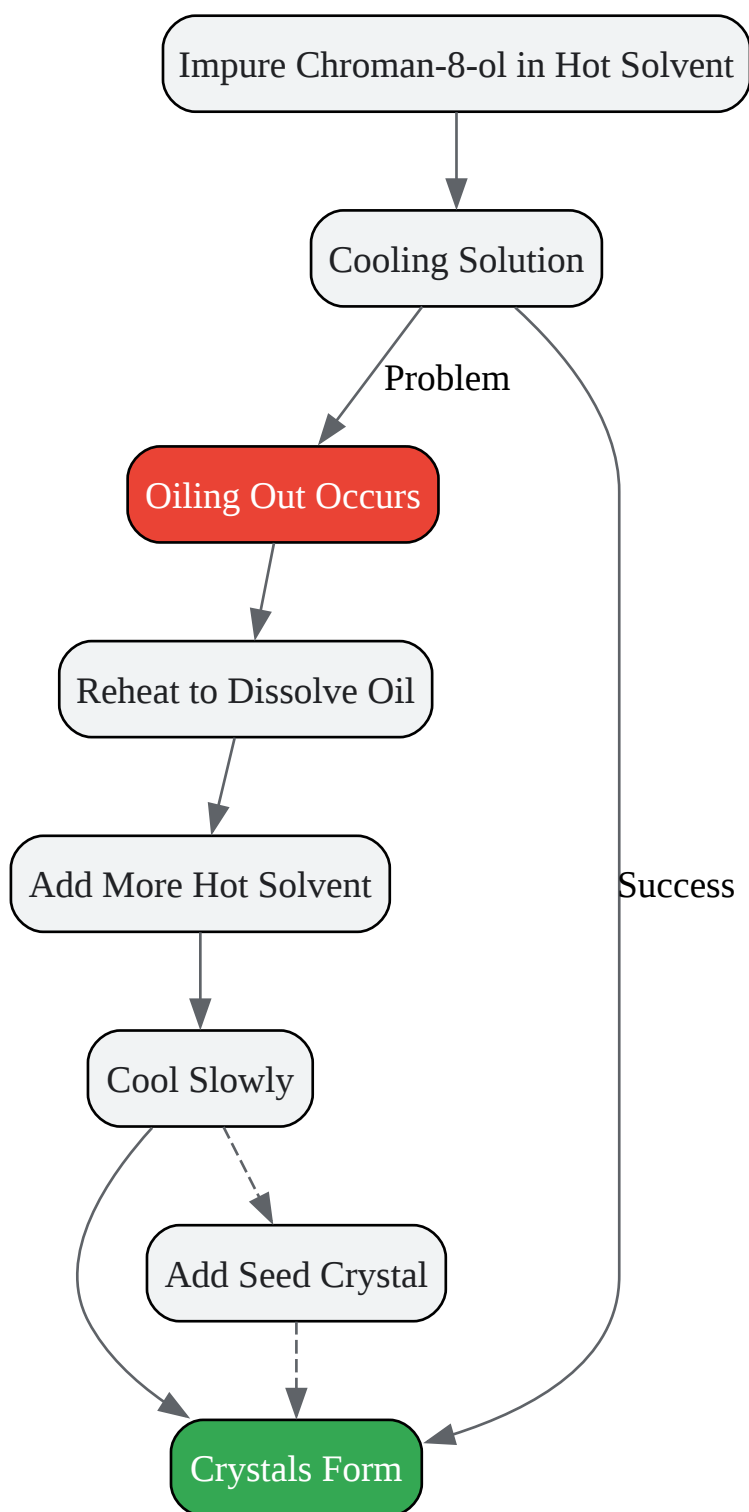 Impure Chroman-8-ol in Hot Solvent
Cooling Solution
Problem
Oiling Out Occurs
Reheat to Dissolve Oil
Add More Hot Solvent
Success
Cool Slowly
Add Seed Crystal
Crystals Form